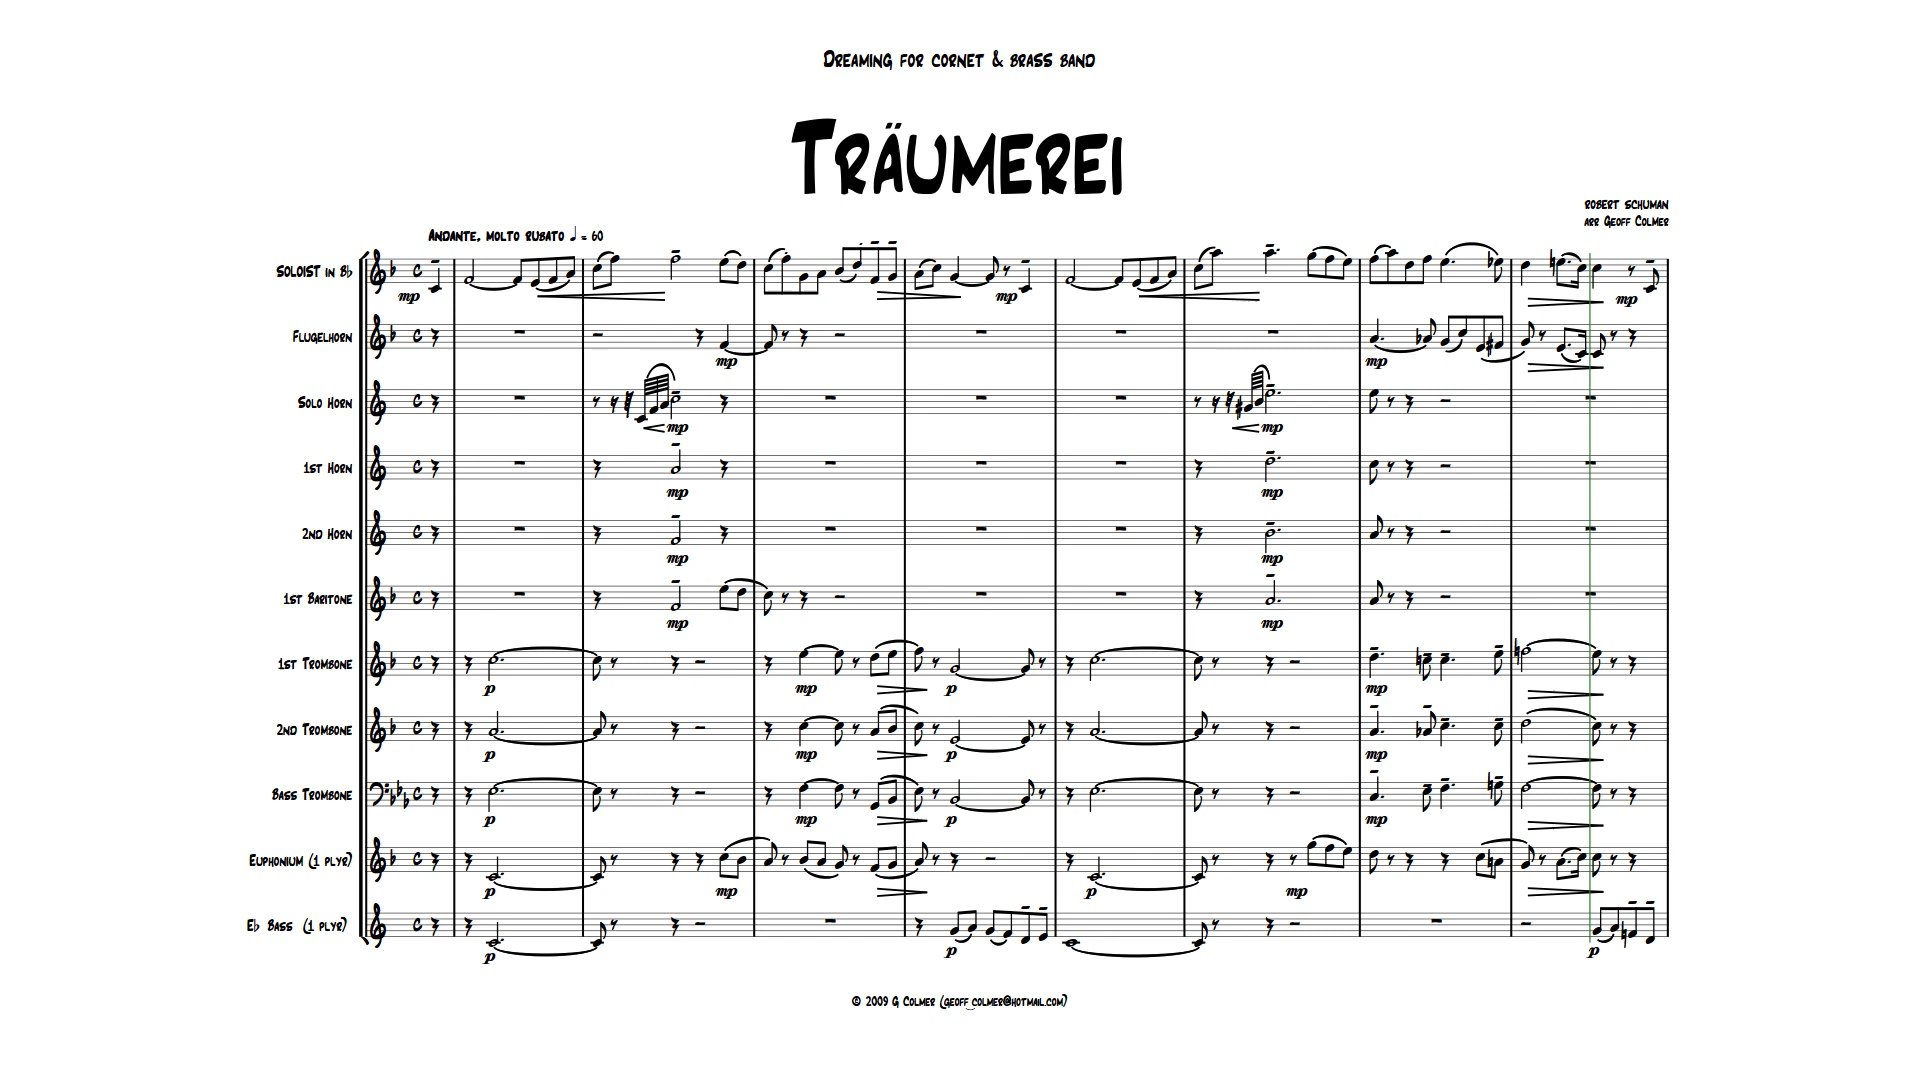 Dreaming for cornet & brass band
Träumerei
Robert Schuman
arr Geoff Colmer
Andante, molto rubato ♩ = 60
Soloist in B♭
mp mp mp
Flugelhorn
mp mp
Solo Horn
mp mp
1st Horn
mp mp
2nd Horn
mp mp
1st Baritone
mp mp
1st Trombone
p mp p mp
2nd Trombone
p mp p mp
Bass Trombone
p mp p mp
Euphonium (1 plyr)
p mp p mp
E♭ Bass (1 plyr)
p p p
© 2009 G Colmer (geoff_colmer@hotmail.com)